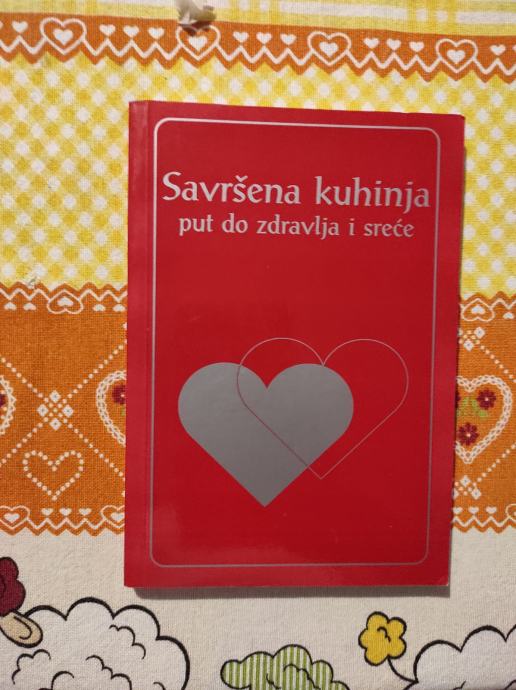 Savršena kuhinja
put do zdravlja i sreće